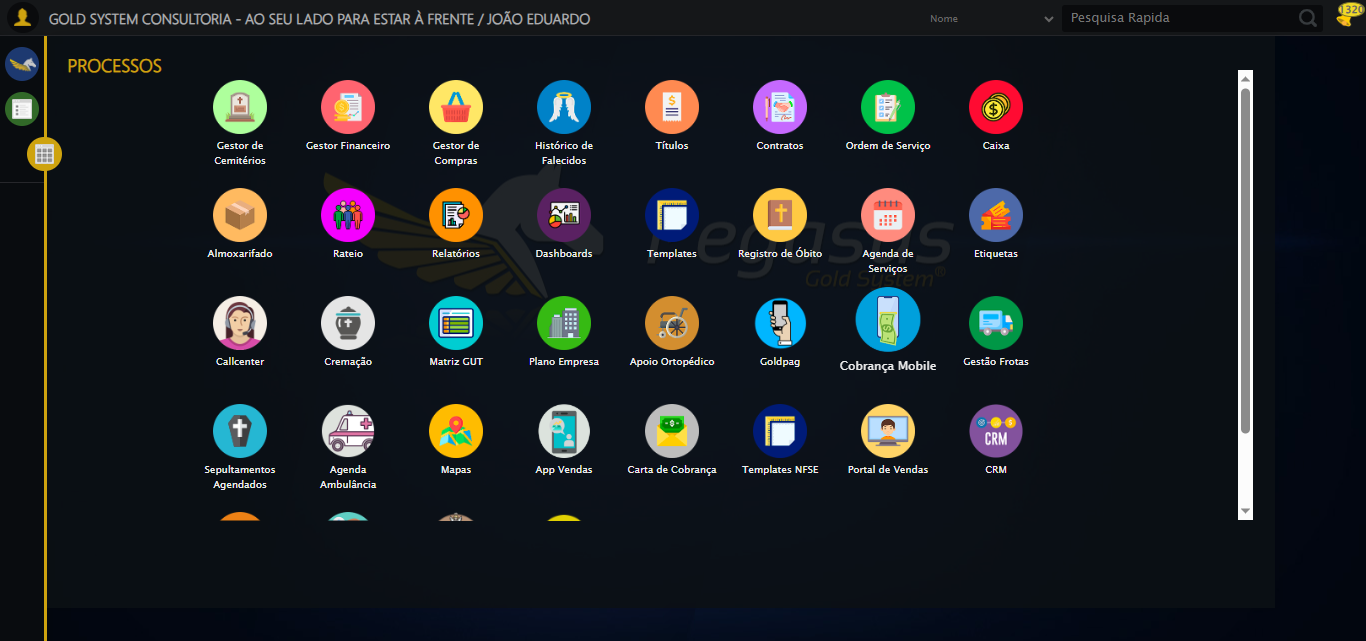 GOLD SYSTEM CONSULTORIA - AO SEU LADO PARA ESTAR À FRENTE / JOÃO EDUARDO
Nome
Pesquisa Rapida
1320
PROCESSOS
Gestor de
Cemitérios
Gestor Financeiro
Gestor de
Compras
Histórico de
Falecidos
Títulos
Contratos
Ordem de Serviço
Caixa
Almoxarifado
Rateio
Relatórios
Dashboards
Templates
Registro de Óbito
Agenda de
Serviços
Etiquetas
Pegasus
Gold System®
Callcenter
Cremação
Matriz GUT
Plano Empresa
Apoio Ortopédico
Goldpag
Cobrança Mobile
Gestão Frotas
Sepultamentos
Agendados
Agenda
Ambulância
Mapas
App Vendas
Carta de Cobrança
Templates NFSE
Portal de Vendas
CRM
CRM